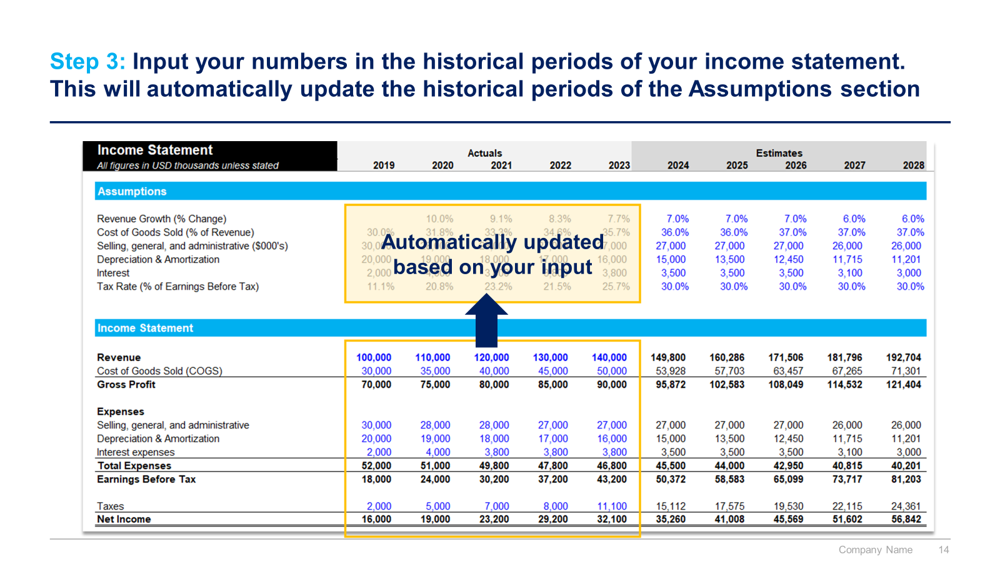 Step 3: Input your numbers in the historical periods of your income statement.
This will automatically update the historical periods of the Assumptions section
Income Statement
All figures in USD thousands unless stated
Actuals Estimates
2019 2020 2021 2022 2023 2024 2025 2026 2027 2028
Assumptions
Revenue Growth (% Change) 10.0% 9.1% 8.3% 7.7% 7.0% 7.0% 7.0% 6.0% 6.0%
Cost of Goods Sold (% of Revenue) 30.0% 31.8% 33.3% 34.6% 35.7% 36.0% 36.0% 37.0% 37.0% 37.0%
Selling, general, and administrative ($000's) 27,000 27,000 27,000 26,000 26,000
Automatically updated
Depreciation & Amortization 20,000 19,000 18,000 17,000 16,000 15,000 13,500 12,450 11,715 11,201
based on your input
Interest 2,000 3,800 3,500 3,500 3,500 3,100 3,000
Tax Rate (% of Earnings Before Tax) 11.1% 20.8% 23.2% 21.5% 25.7% 30.0% 30.0% 30.0% 30.0% 30.0%
Income Statement
Revenue 100,000 110,000 120,000 130,000 140,000 149,800 160,286 171,506 181,796 192,704
Cost of Goods Sold (COGS) 30,000 35,000 40,000 45,000 50,000 53,928 57,703 63,457 67,265 71,301
Gross Profit 70,000 75,000 80,000 85,000 90,000 95,872 102,583 108,049 114,532 121,404
Expenses
Selling, general, and administrative 30,000 28,000 28,000 27,000 27,000 27,000 27,000 27,000 26,000 26,000
Depreciation & Amortization 20,000 19,000 18,000 17,000 16,000 15,000 13,500 12,450 11,715 11,201
Interest expenses 2,000 4,000 3,800 3,800 3,800 3,500 3,500 3,500 3,100 3,000
Total Expenses 52,000 51,000 49,800 47,800 46,800 45,500 44,000 42,950 40,815 40,201
Earnings Before Tax 18,000 24,000 30,200 37,200 43,200 50,372 58,583 65,099 73,717 81,203
Taxes 2,000 5,000 7,000 8,000 11,100 15,112 17,575 19,530 22,115 24,361
Net Income 16,000 19,000 23,200 29,200 32,100 35,260 41,008 45,569 51,602 56,842
Company Name 14